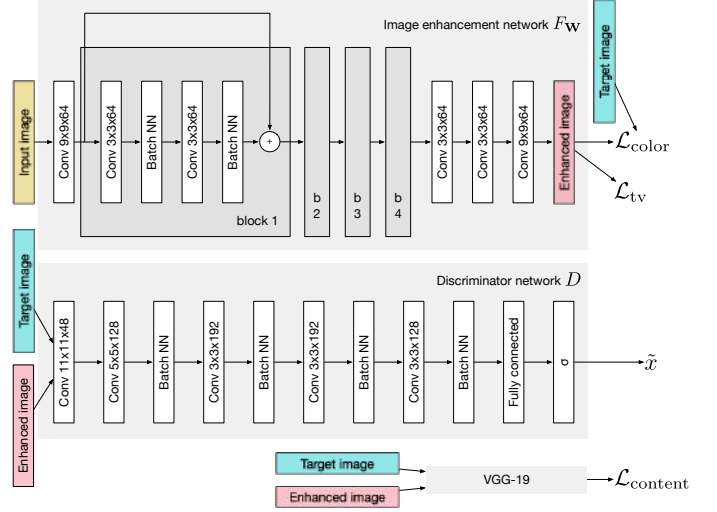 Image enhancement network F_W
Target image
Input image
Conv 9x9x64
Conv 3x3x64
Batch NN
Conv 3x3x64
Batch NN
+
block 1
b
2
b
3
b
4
Conv 3x3x64
Conv 3x3x64
Conv 9x9x64
Enhanced image
ℒcolor
ℒtv
Discriminator network D
Target image
Enhanced image
Conv 11x11x48
Conv 5x5x128
Batch NN
Conv 3x3x192
Batch NN
Conv 3x3x192
Batch NN
Conv 3x3x128
Batch NN
Fully connected
σ
x̃
Target image
Enhanced image
VGG-19
ℒcontent